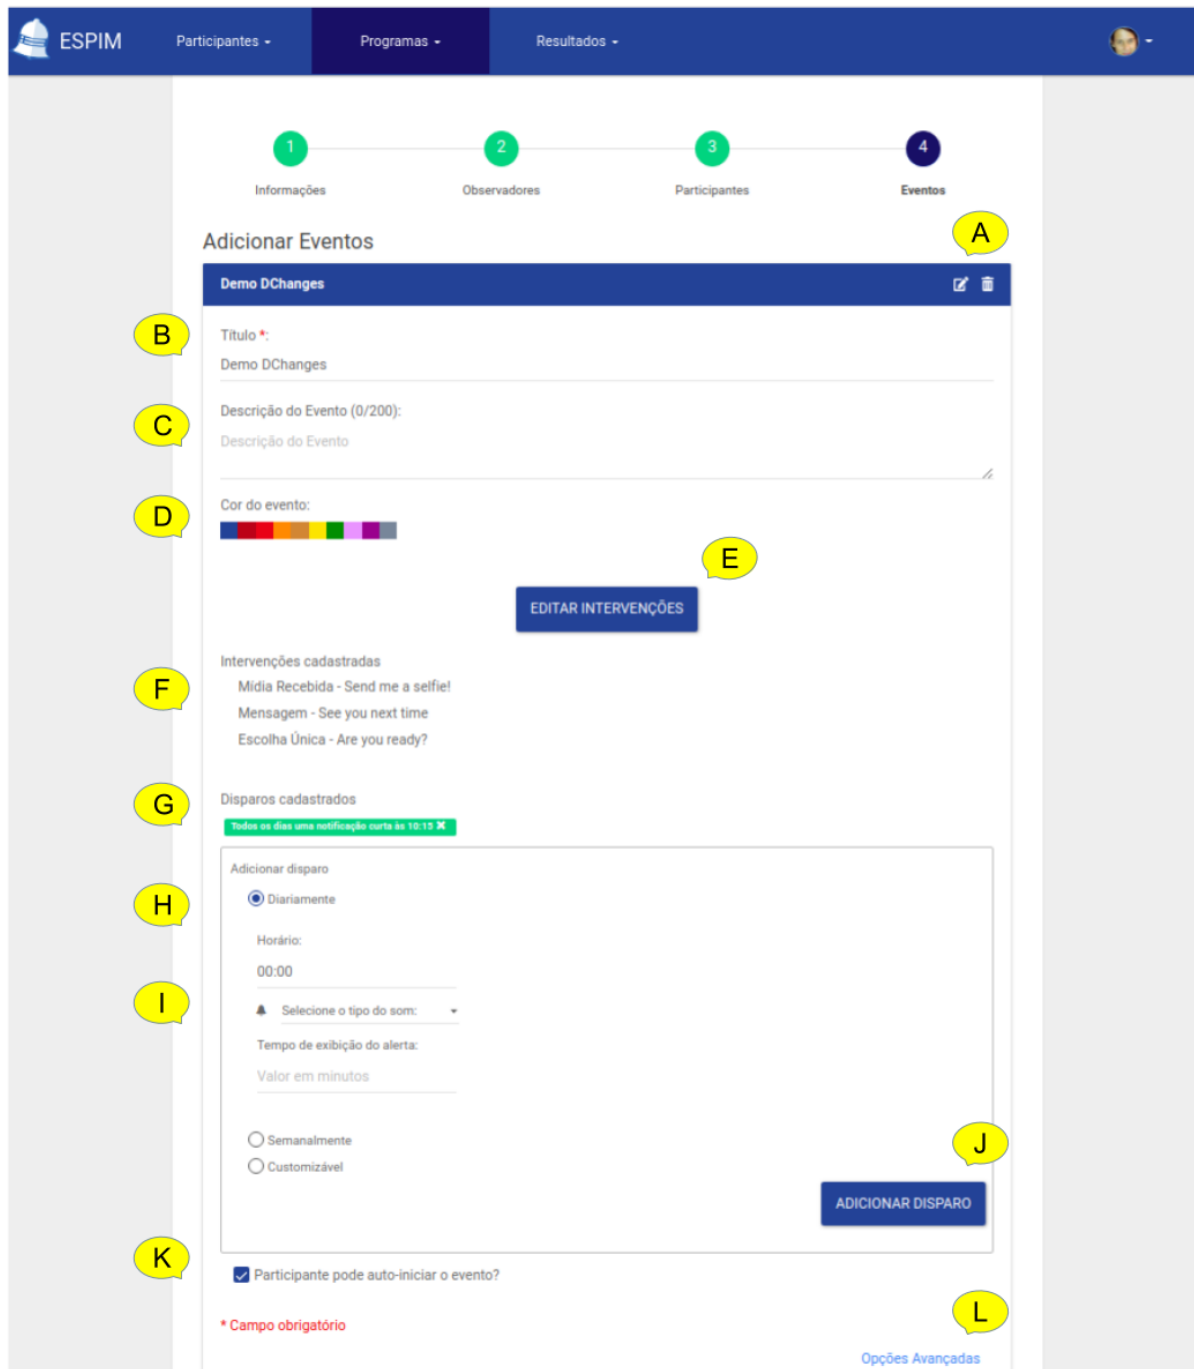 ESPIM Participantes Programas Resultados
1 2 3 4
Informações Observadores Participantes Eventos
A
Adicionar Eventos
Demo DChanges
B
Título *:
Demo DChanges
C
Descrição do Evento (0/200):
Descrição do Evento
D
Cor do evento:
E
EDITAR INTERVENÇÕES
Intervenções cadastradas
F
Mídia Recebida - Send me a selfie!
Mensagem - See you next time
Escolha Única - Are you ready?
G
Disparos cadastrados
Todos os dias uma notificação curta às 10:15 ✖
Adicionar disparo
H
Diariamente
Horário:
00:00
I
Selecione o tipo do som:
Tempo de exibição do alerta:
Valor em minutos
Semanalmente
J
Customizável
ADICIONAR DISPARO
K
Participante pode auto-iniciar o evento?
L
* Campo obrigatório
Opções Avançadas